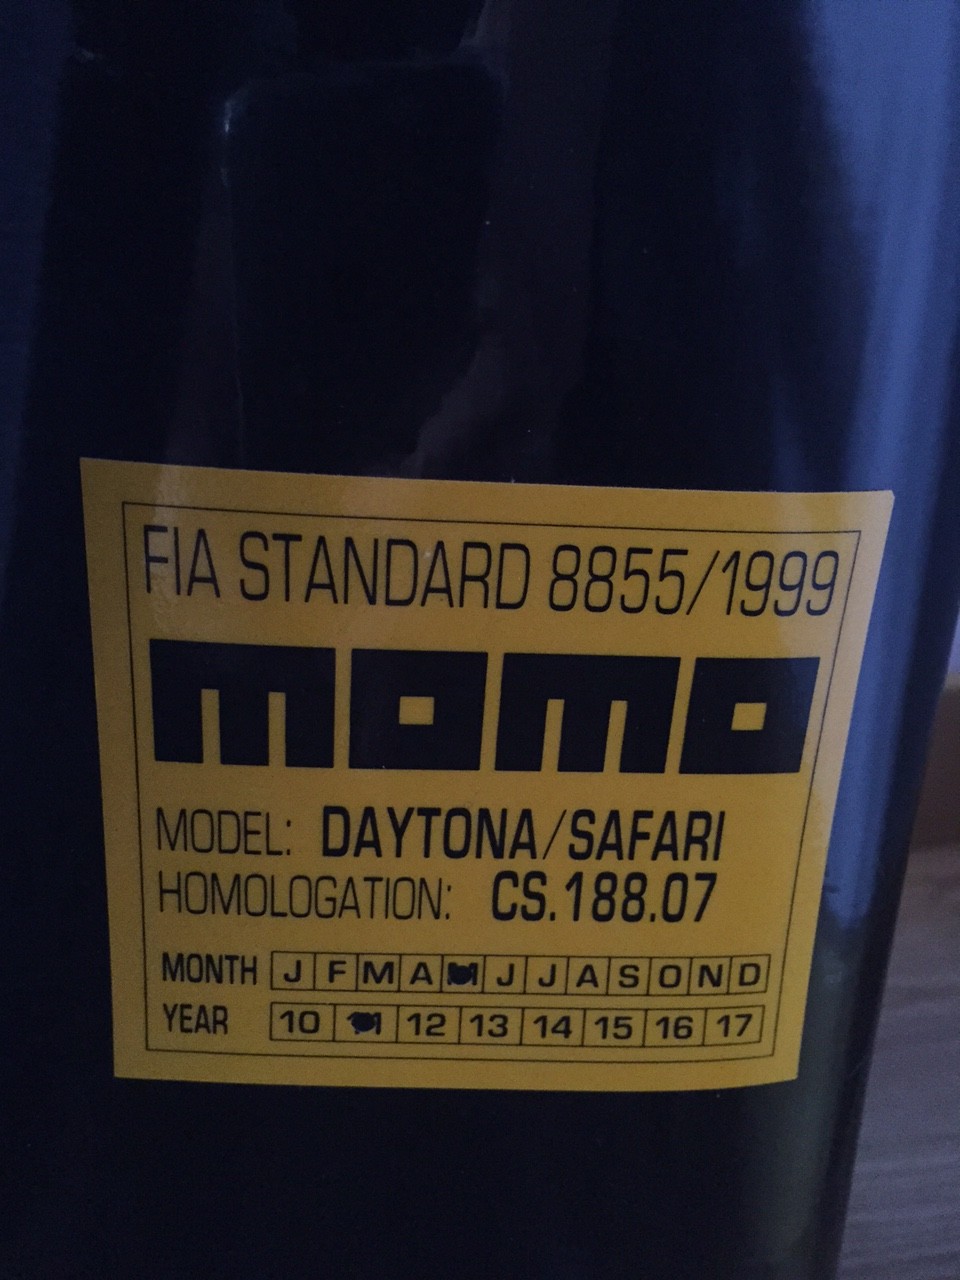 FIA STANDARD 8855/1999
momo
MODEL: DAYTONA/SAFARI
HOMOLOGATION: CS.188.07
MONTH J F M A M J J A S O N D
YEAR 10 12 13 14 15 16 17